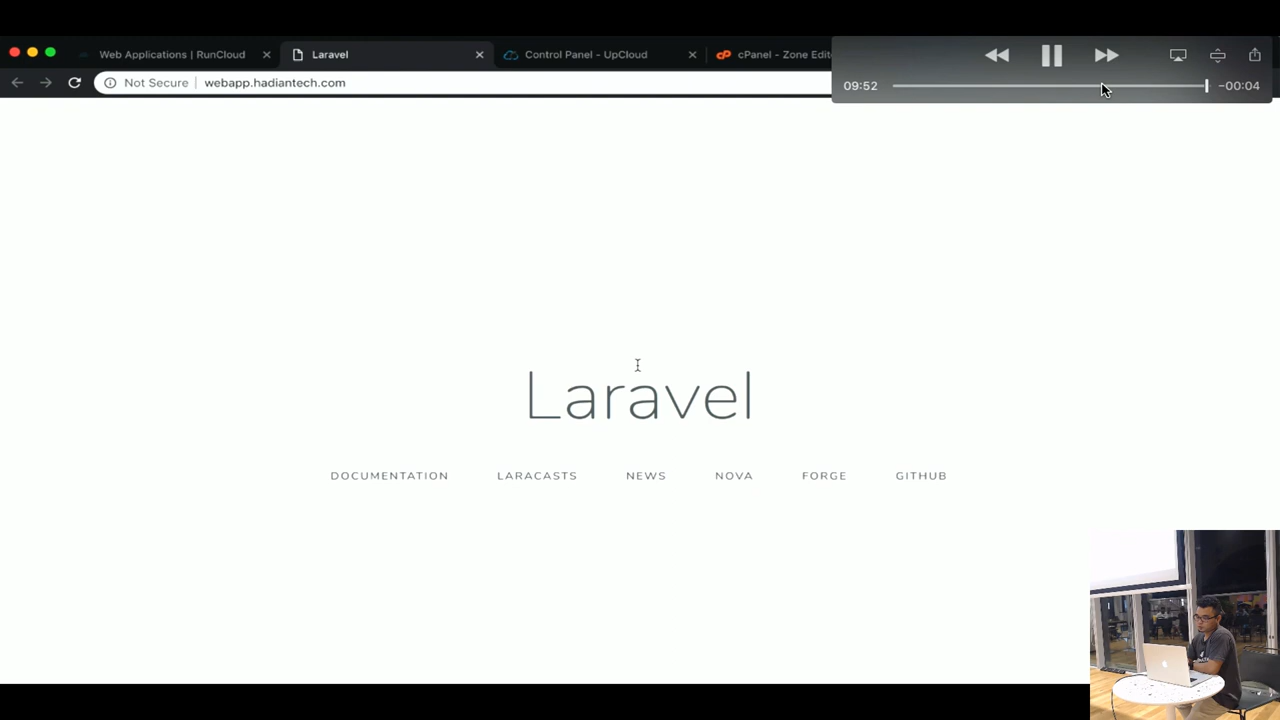 Web Applications | RunCloud
Laravel
Control Panel - UpCloud
cPanel - Zone Edit
09:52
-00:04
Not Secure
webapp.hadiantech.com
Laravel
DOCUMENTATION
LARACASTS
NEWS
NOVA
FORGE
GITHUB